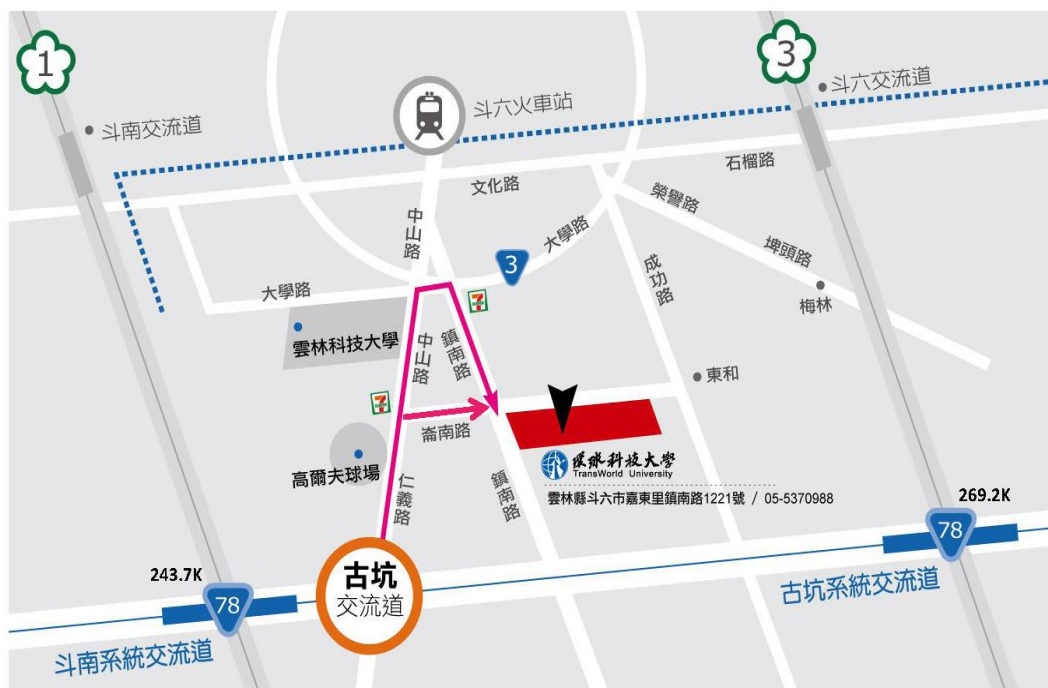 1
3
斗南交流道
斗六火車站
斗六交流道
石榴路
文化路
榮譽路
中山路
大學路
3
埤頭路
成功路
大學路
梅林
7
雲林科技大學
中山路
鎮南路
東和
7
崙南路
環球科技大學
TransWorld University
高爾夫球場
仁義路
鎮南路
雲林縣斗六市嘉東里鎮南路1221號 / 05-5370988
269.2K
78
243.7K
古坑
交流道
古坑系統交流道
78
斗南系統交流道